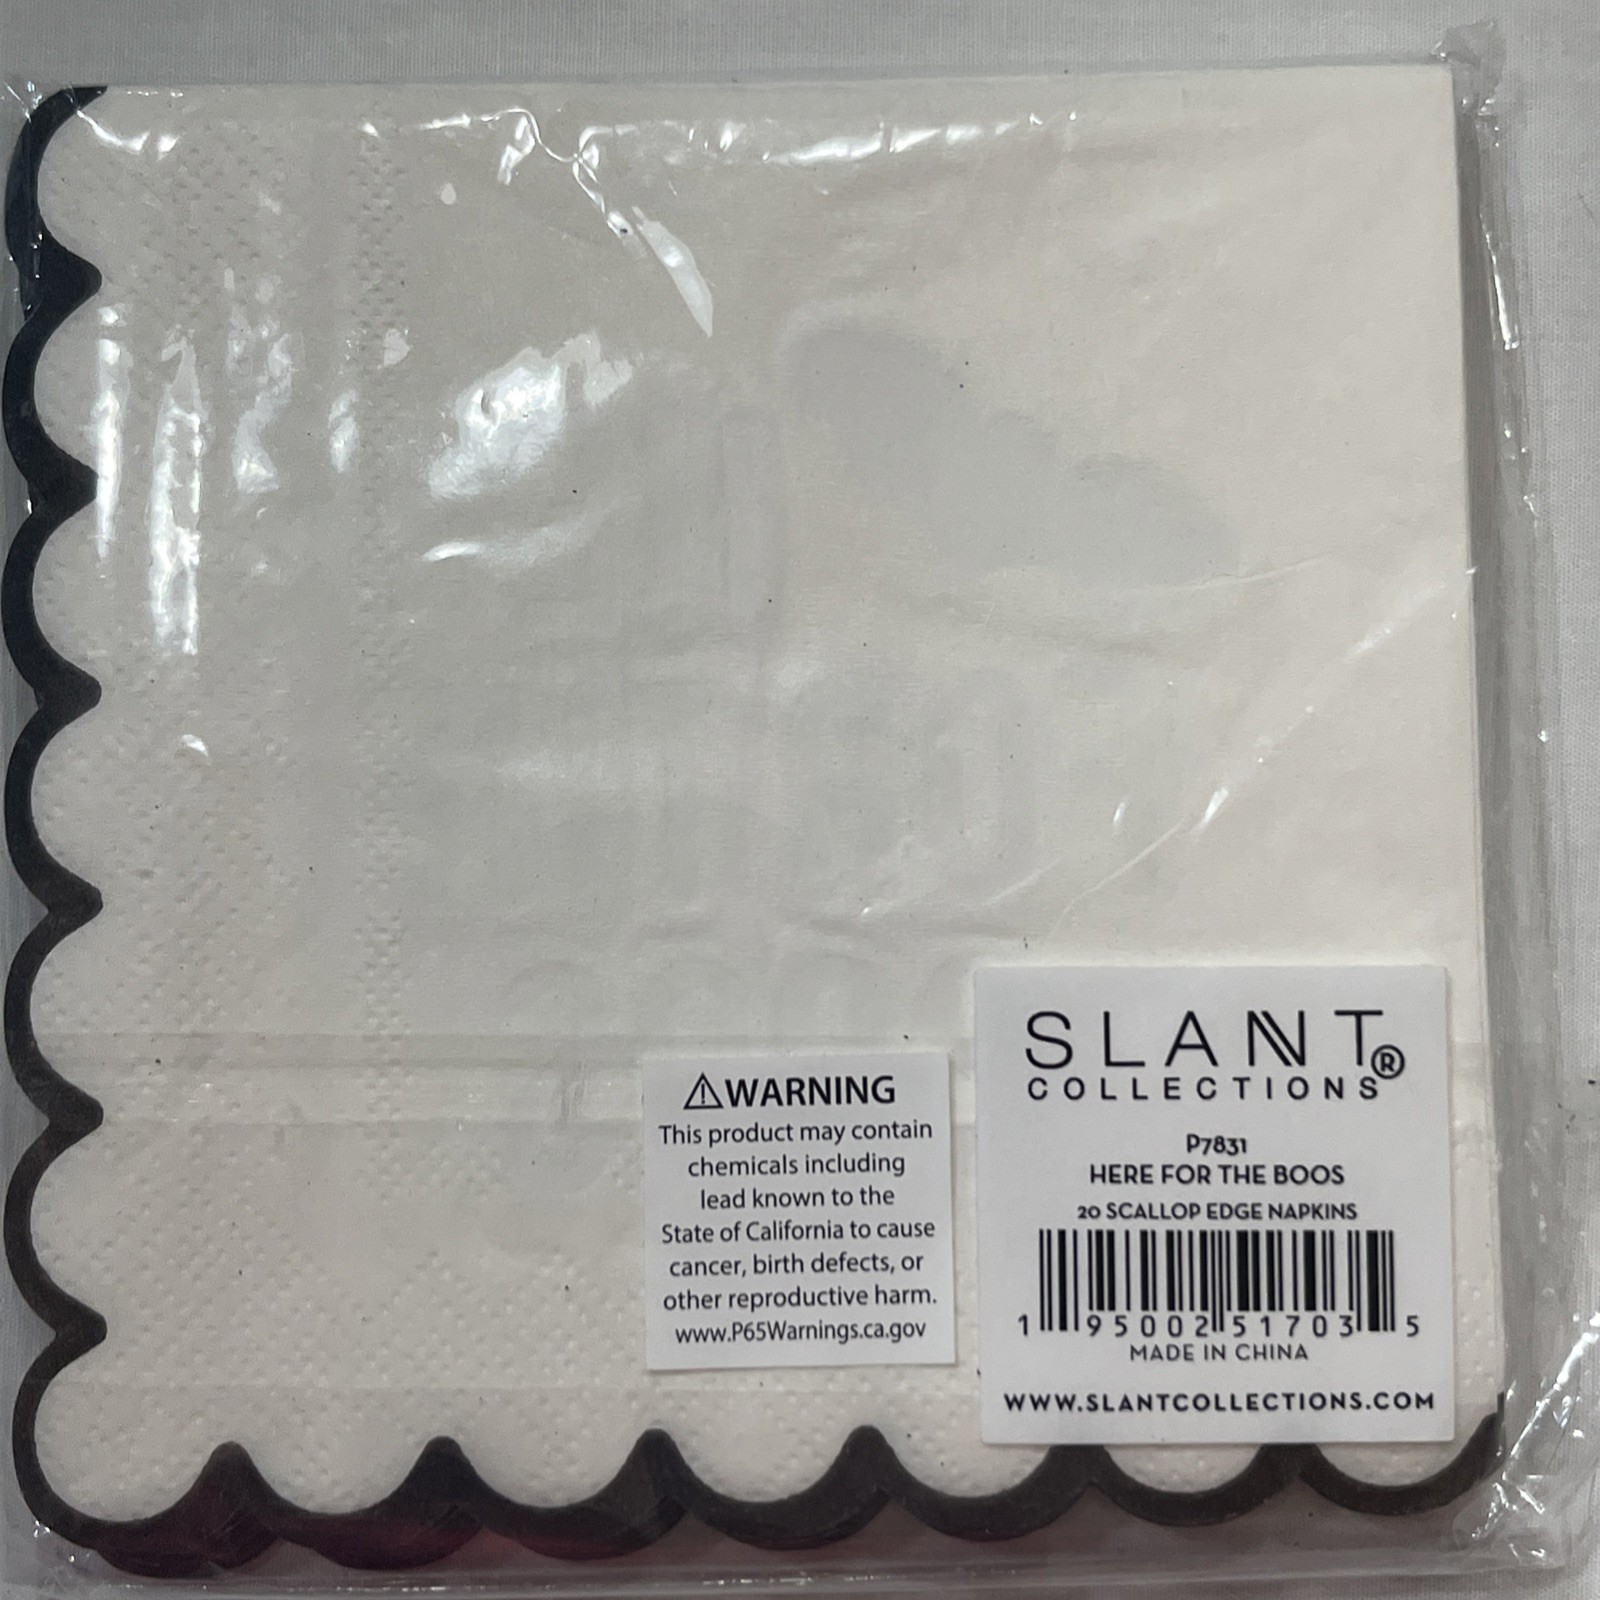 ⚠WARNING
This product may contain
chemicals including
lead known to the
State of California to cause
cancer, birth defects, or
other reproductive harm.
www.P65Warnings.ca.gov
SLANT®
COLLECTIONS
P7831
HERE FOR THE BOOS
20 SCALLOP EDGE NAPKINS
1 95002 51703 5
MADE IN CHINA
WWW.SLANTCOLLECTIONS.COM